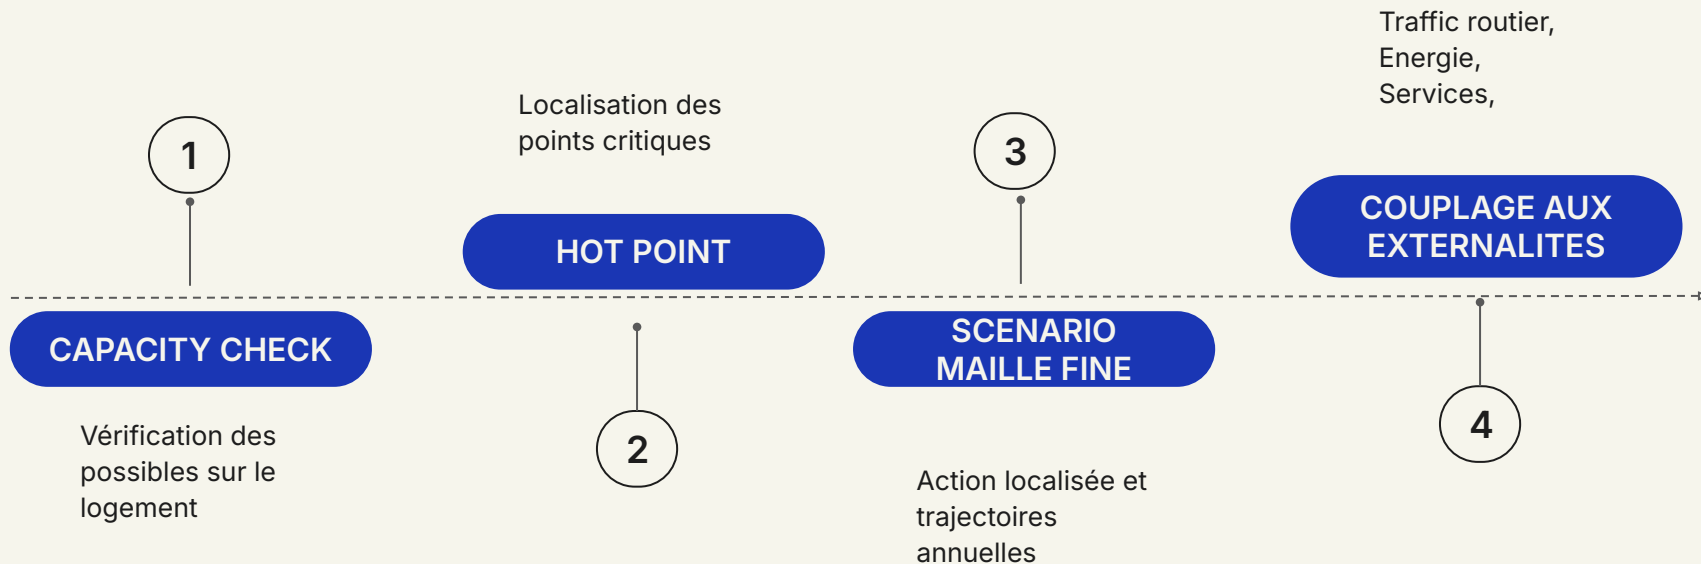 1
CAPACITY CHECK
Vérification des
possibles sur le
logement
Localisation des
points critiques
HOT POINT
2
3
SCENARIO
MAILLE FINE
Action localisée et
trajectoires
annuelles
Traffic routier,
Energie,
Services,
COUPLAGE AUX
EXTERNALITES
4